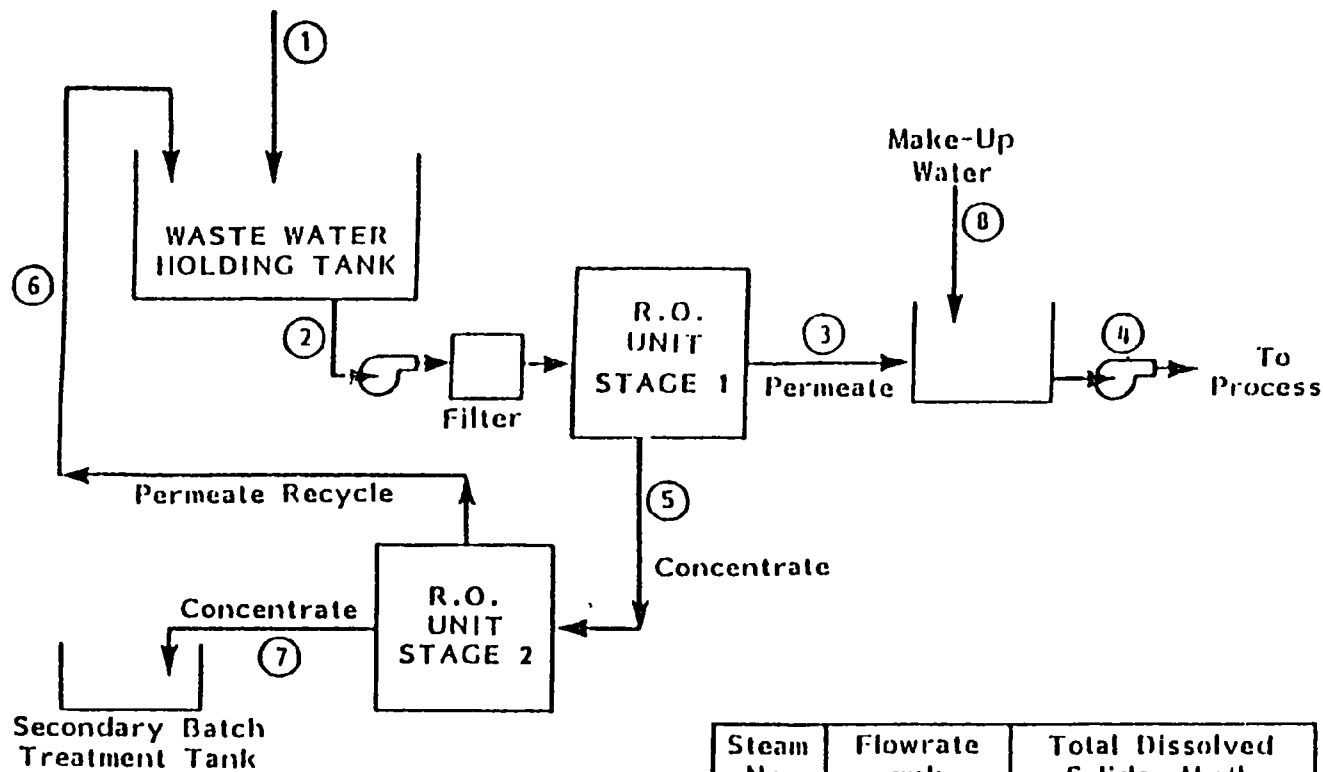 1
Make-Up
Water
8
WASTE WATER
HOLDING TANK
6
2
R.O.
UNIT
STAGE 1
3
4
To
Process
Permeate
Filter
Permeate Recycle
5
Concentrate
Concentrate
R.O.
UNIT
STAGE 2
7
Secondary Batch
Treatment Tank
Steam
Flowrate
Total Dissolved